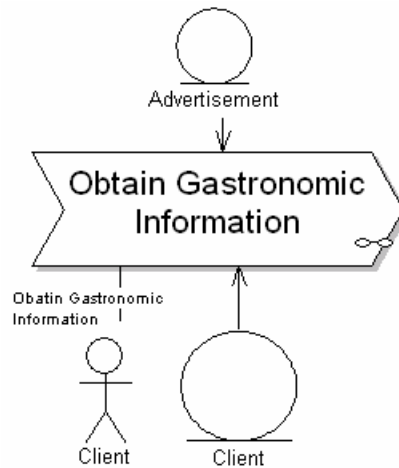 Advertisement
Obtain Gastronomic
Information
Obatin Gastronomic
Information
Client
Client